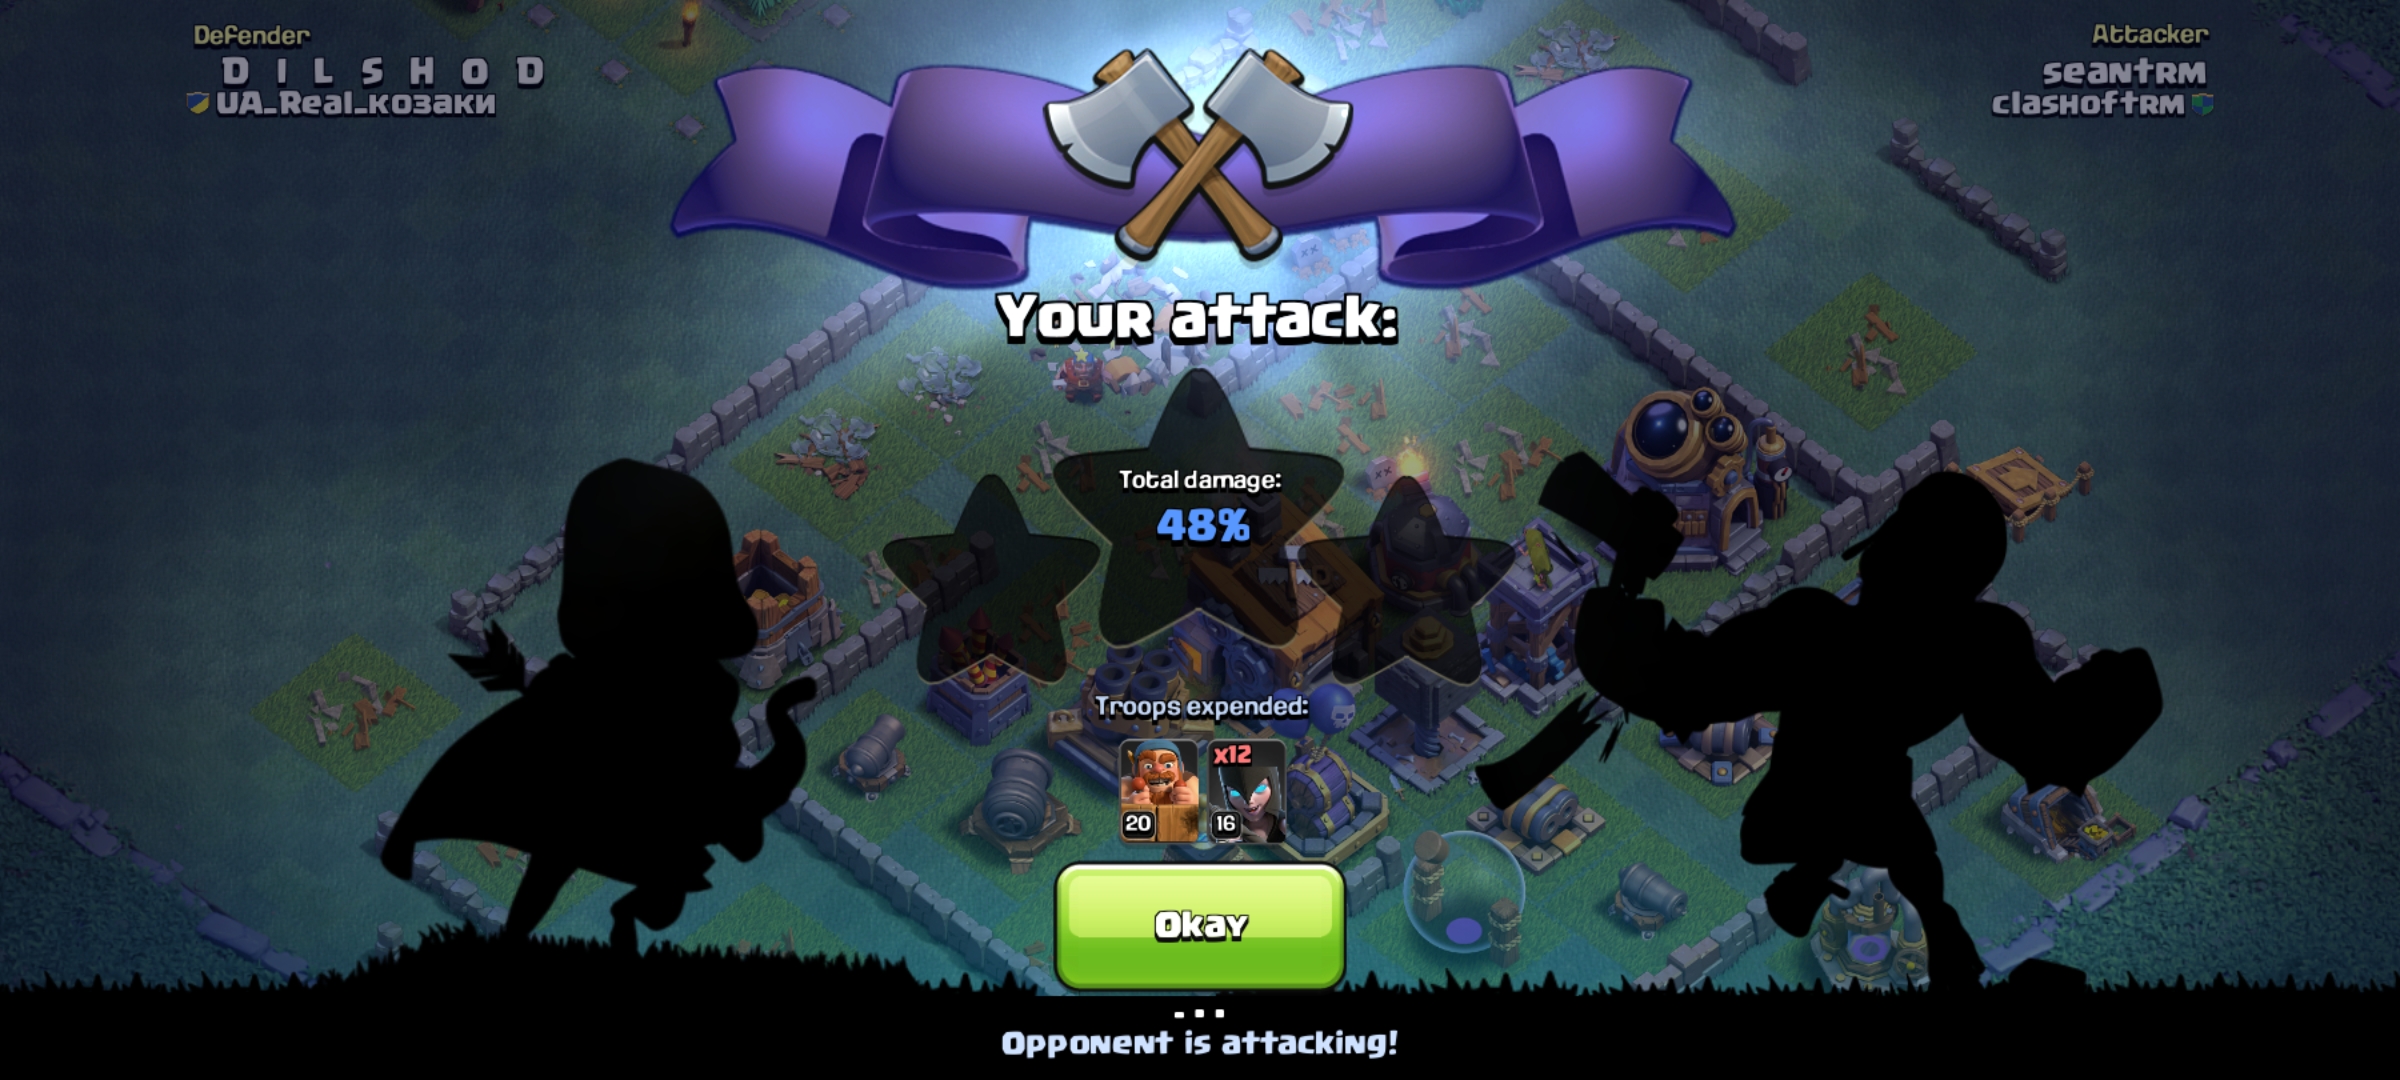 Defender
D I L S H O D
UA_Real_козаки
Attacker
seantrm
clashoftrm
Your attack:
Total damage:
48%
Troops expended:
x12
20
16
Okay
Opponent is attacking!